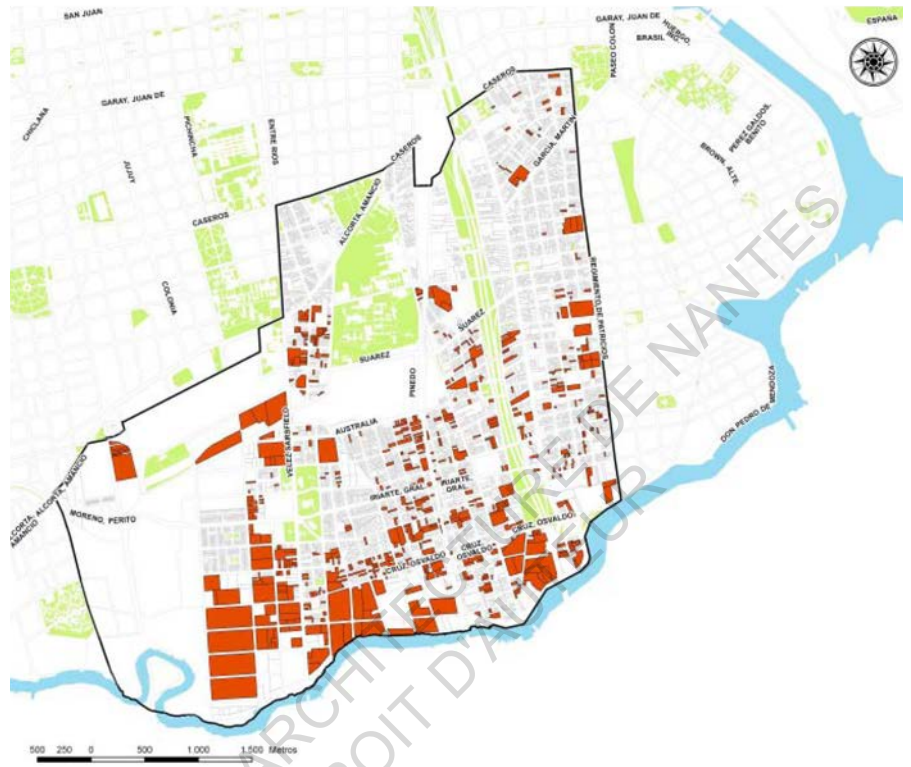 SAN JUAN
GARAY, JUAN DE
HUERGO,
ING.
ESPAÑA
BRASIL
PASEO COLON
CASEROS
GARAY, JUAN DE
CHICLANA
PICHINCHA
ENTRE RIOS
JUJUY
CASEROS
GARCIA, MARTIN
PEREZ GALDOS,
BENITO
BROWN, ALTE.
ALCORTA, AMANCIO
CASEROS
COLONIA
REGIMIENTO DE PATRICIOS
SUAREZ
SUAREZ
PINEDO
DON PEDRO DE MENDOZA
VELEZ SARSFIELD
AUSTRALIA
ALCORTA, ALCORTA, AMANCIO
AMANCIO
IRIARTE, GRAL
IRIARTE,
GRAL
MORENO, PERITO
CRUZ, OSVALDO
CRUZ,
OSVALDO
CRUZ, OSVALDO
500 250 0 500 1.000 1.500 Metros
ARCHITECTURE DE NANTES
DROIT D'AUTEUR